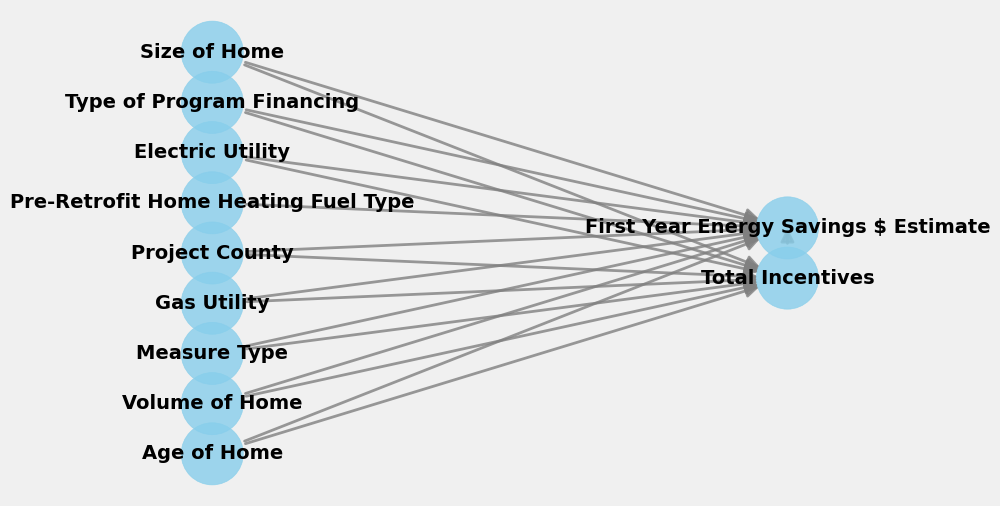 Size of Home
Type of Program Financing
Electric Utility
Pre-Retrofit Home Heating Fuel Type
Project County
Gas Utility
Measure Type
Volume of Home
Age of Home
First Year Energy Savings $ Estimate
Total Incentives